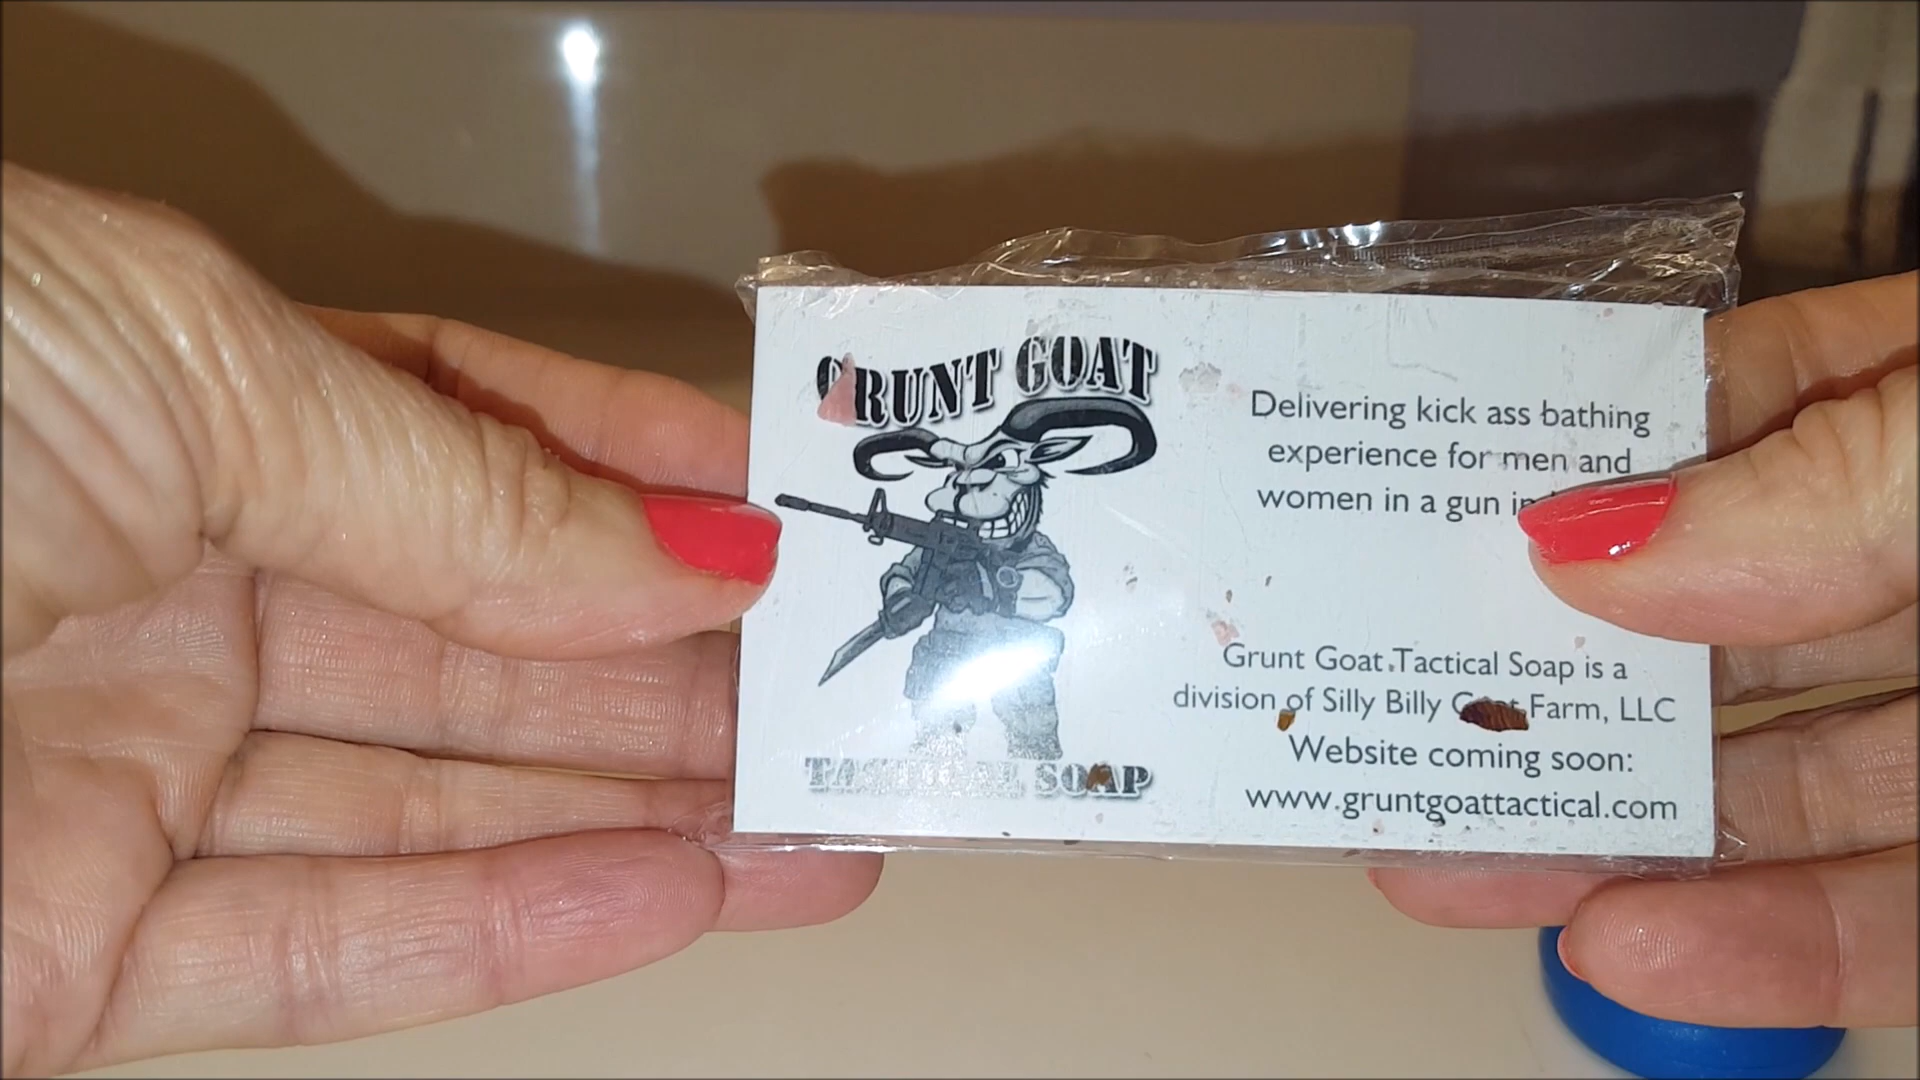 GRUNT GOAT
Delivering kick ass bathing
experience for men and
women in a gun
TACTICAL SOAP
Grunt Goat Tactical Soap is a
division of Silly Billy Goat Farm, LLC
Website coming soon:
www.gruntgoattactical.com